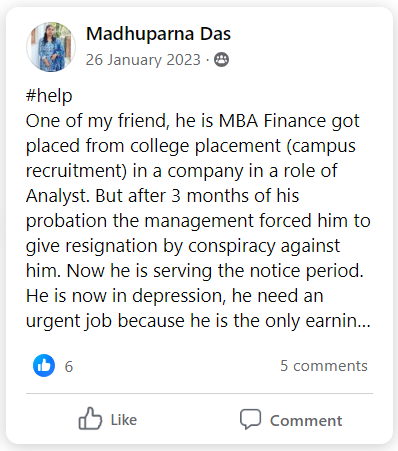 Madhuparna Das
26 January 2023 ·
#help
One of my friend, he is MBA Finance got
placed from college placement (campus
recruitment) in a company in a role of
Analyst. But after 3 months of his
probation the management forced him to
give resignation by conspiracy against
him. Now he is serving the notice period.
He is now in depression, he need an
urgent job because he is the only earnin...
6
5 comments
Like
Comment